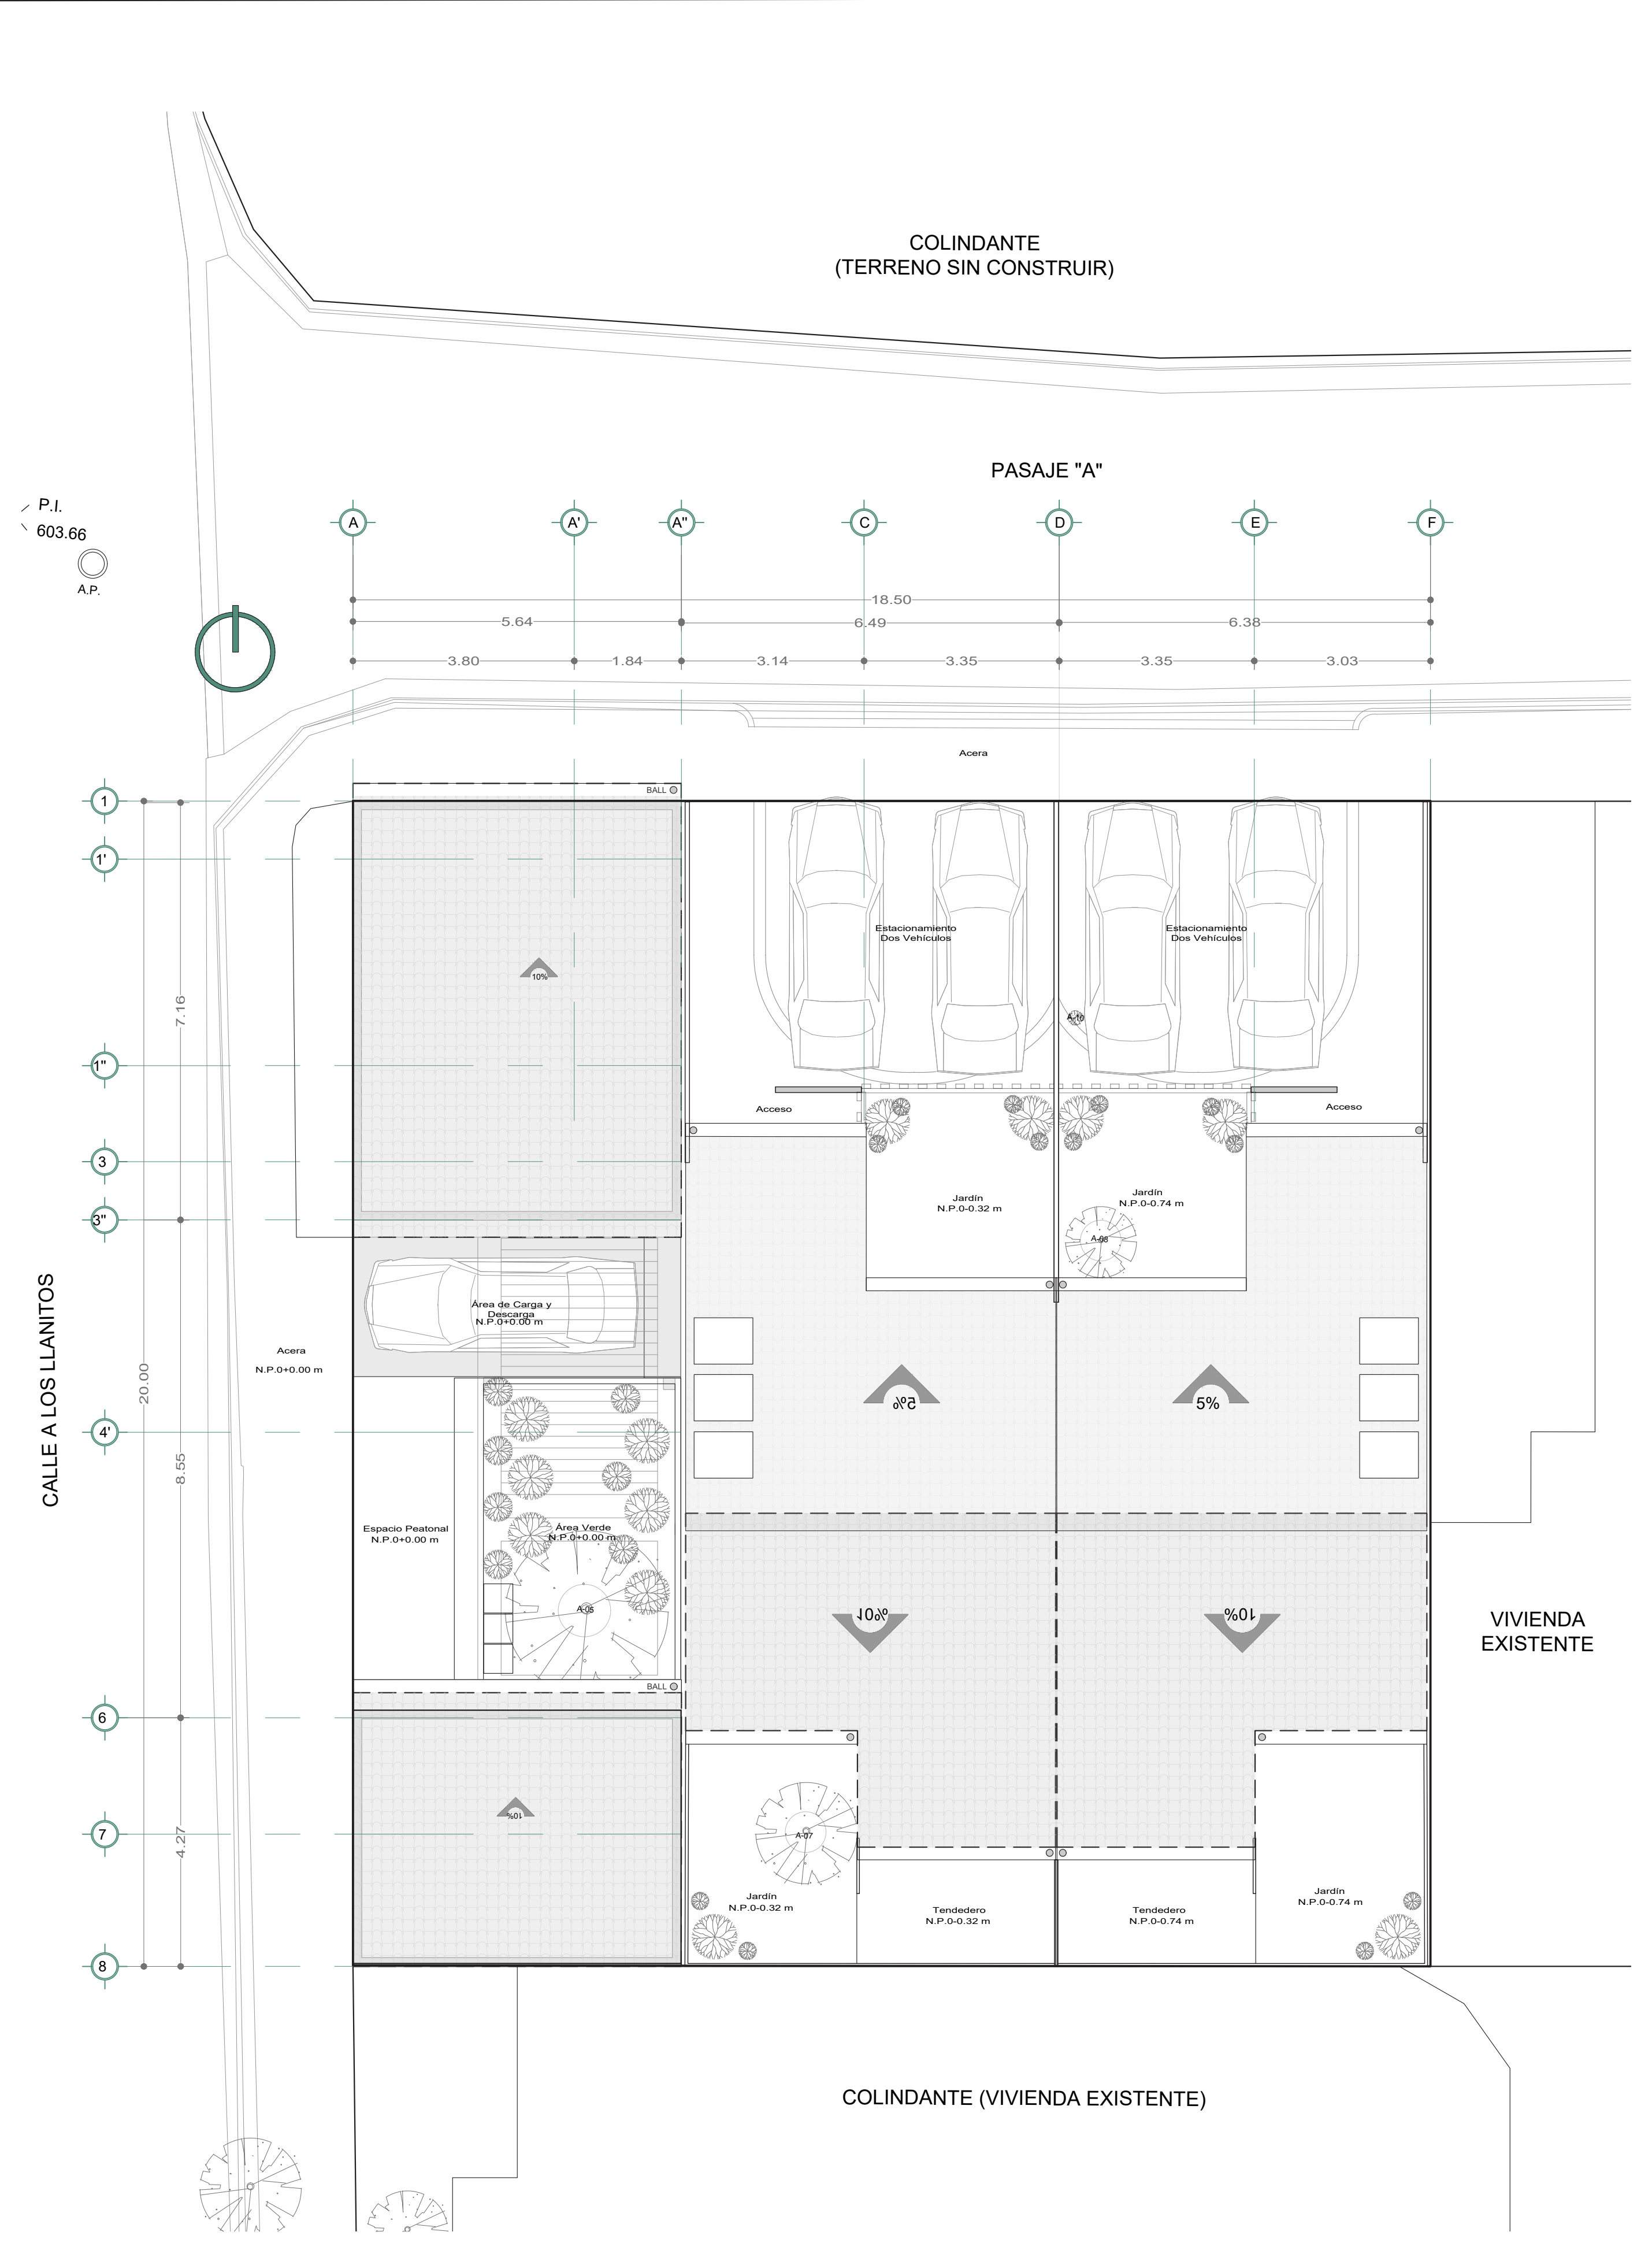 COLINDANTE
(TERRENO SIN CONSTRUIR)
PASAJE "A"
P.I.
603.66
A.P.
A
A'
A"
C
D
E
F
18.50
5.64
6.49
6.38
3.80
1.84
3.14
3.35
3.35
3.03
Acera
BALL
1
1'
1"
3
3"
4'
6
7
8
7.16
20.00
8.55
4.27
CALLE A LOS LLANITOS
10%
Estacionamiento
Dos Vehículos
Estacionamiento
Dos Vehículos
A-10
Acceso
Acceso
Jardín
N.P.0-0.32 m
Jardín
N.P.0-0.74 m
A-08
Área de Carga y
Descarga
N.P.0+0.00 m
Acera
N.P.0+0.00 m
5%
5%
Espacio Peatonal
N.P.0+0.00 m
Área Verde
N.P.0+0.00 m
A-05
10%
10%
VIVIENDA
EXISTENTE
BALL
10%
A-07
Jardín
N.P.0-0.32 m
Tendedero
N.P.0-0.32 m
Tendedero
N.P.0-0.74 m
Jardín
N.P.0-0.74 m
COLINDANTE (VIVIENDA EXISTENTE)